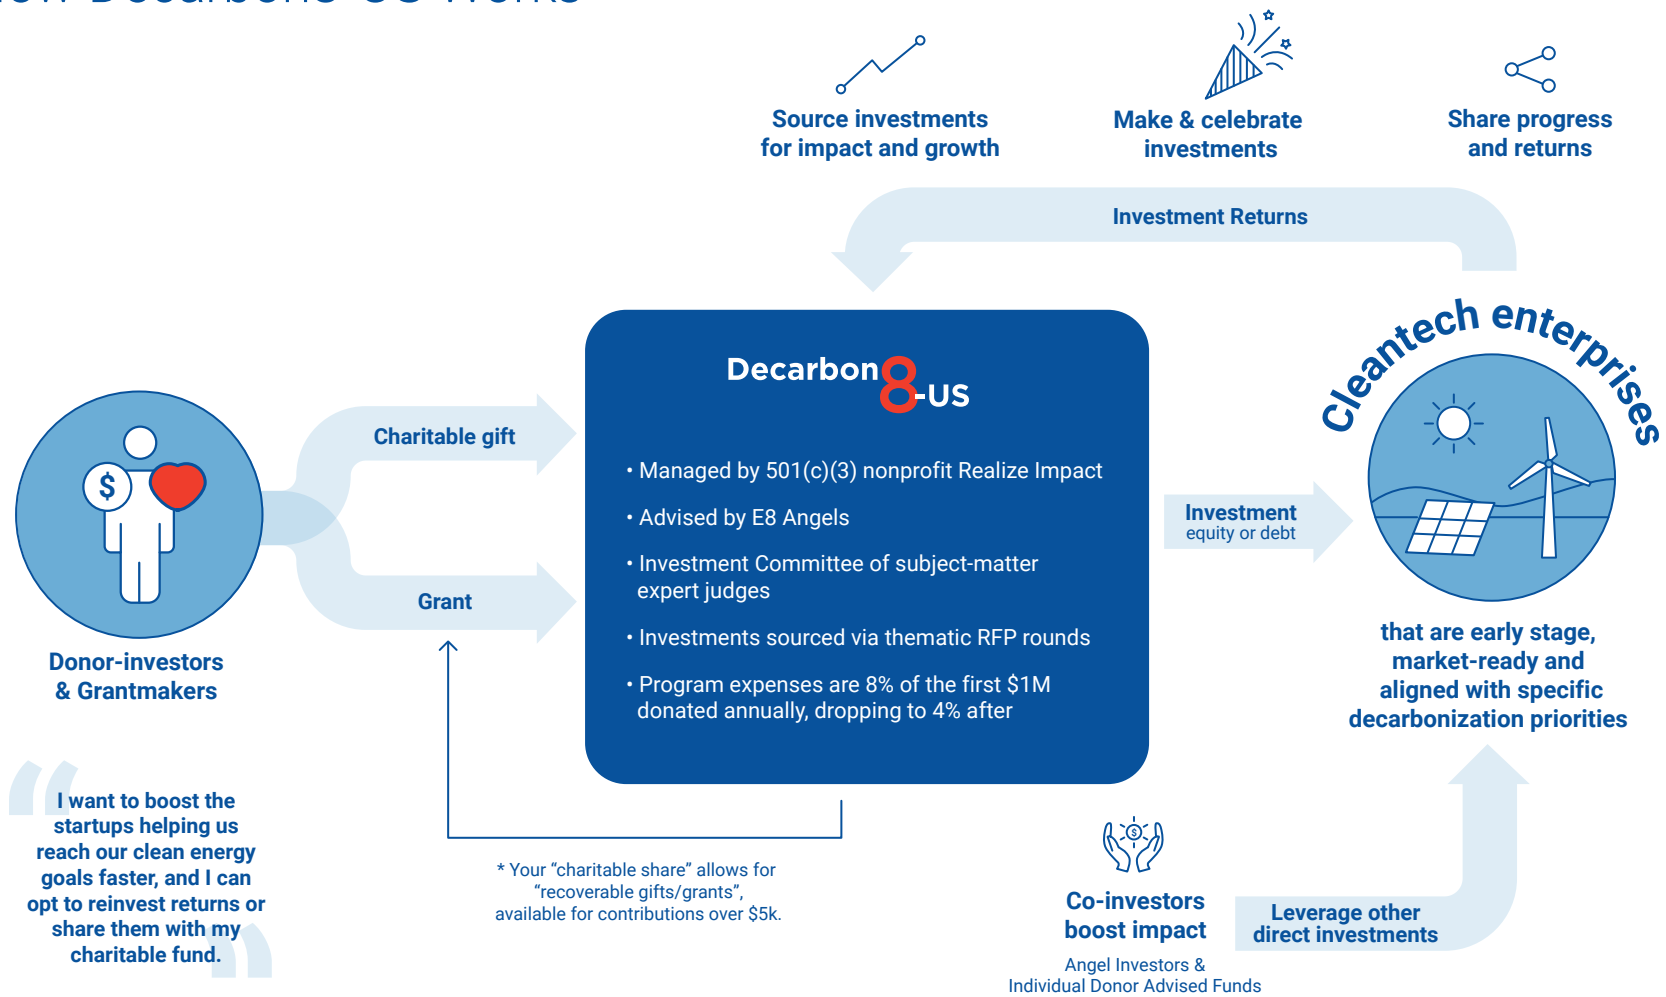 Source investments
for impact and growth
Make & celebrate
investments
Share progress
and returns
Investment Returns
Cleantech enterprises
Decarbon8-US
Charitable gift
Grant
$
Donor-investors
& Grantmakers
• Managed by 501(c)(3) nonprofit Realize Impact
• Advised by E8 Angels
• Investment Committee of subject-matter
expert judges
• Investments sourced via thematic RFP rounds
• Program expenses are 8% of the first $1M
donated annually, dropping to 4% after
Investment
equity or debt
that are early stage,
market-ready and
aligned with specific
decarbonization priorities
“
I want to boost the
startups helping us
reach our clean energy
goals faster, and I can
opt to reinvest returns or
share them with my
charitable fund.
”
* Your “charitable share” allows for
“recoverable gifts/grants”,
available for contributions over $5k.
$
Co-investors
boost impact
Angel Investors &
Individual Donor Advised Funds
Leverage other
direct investments